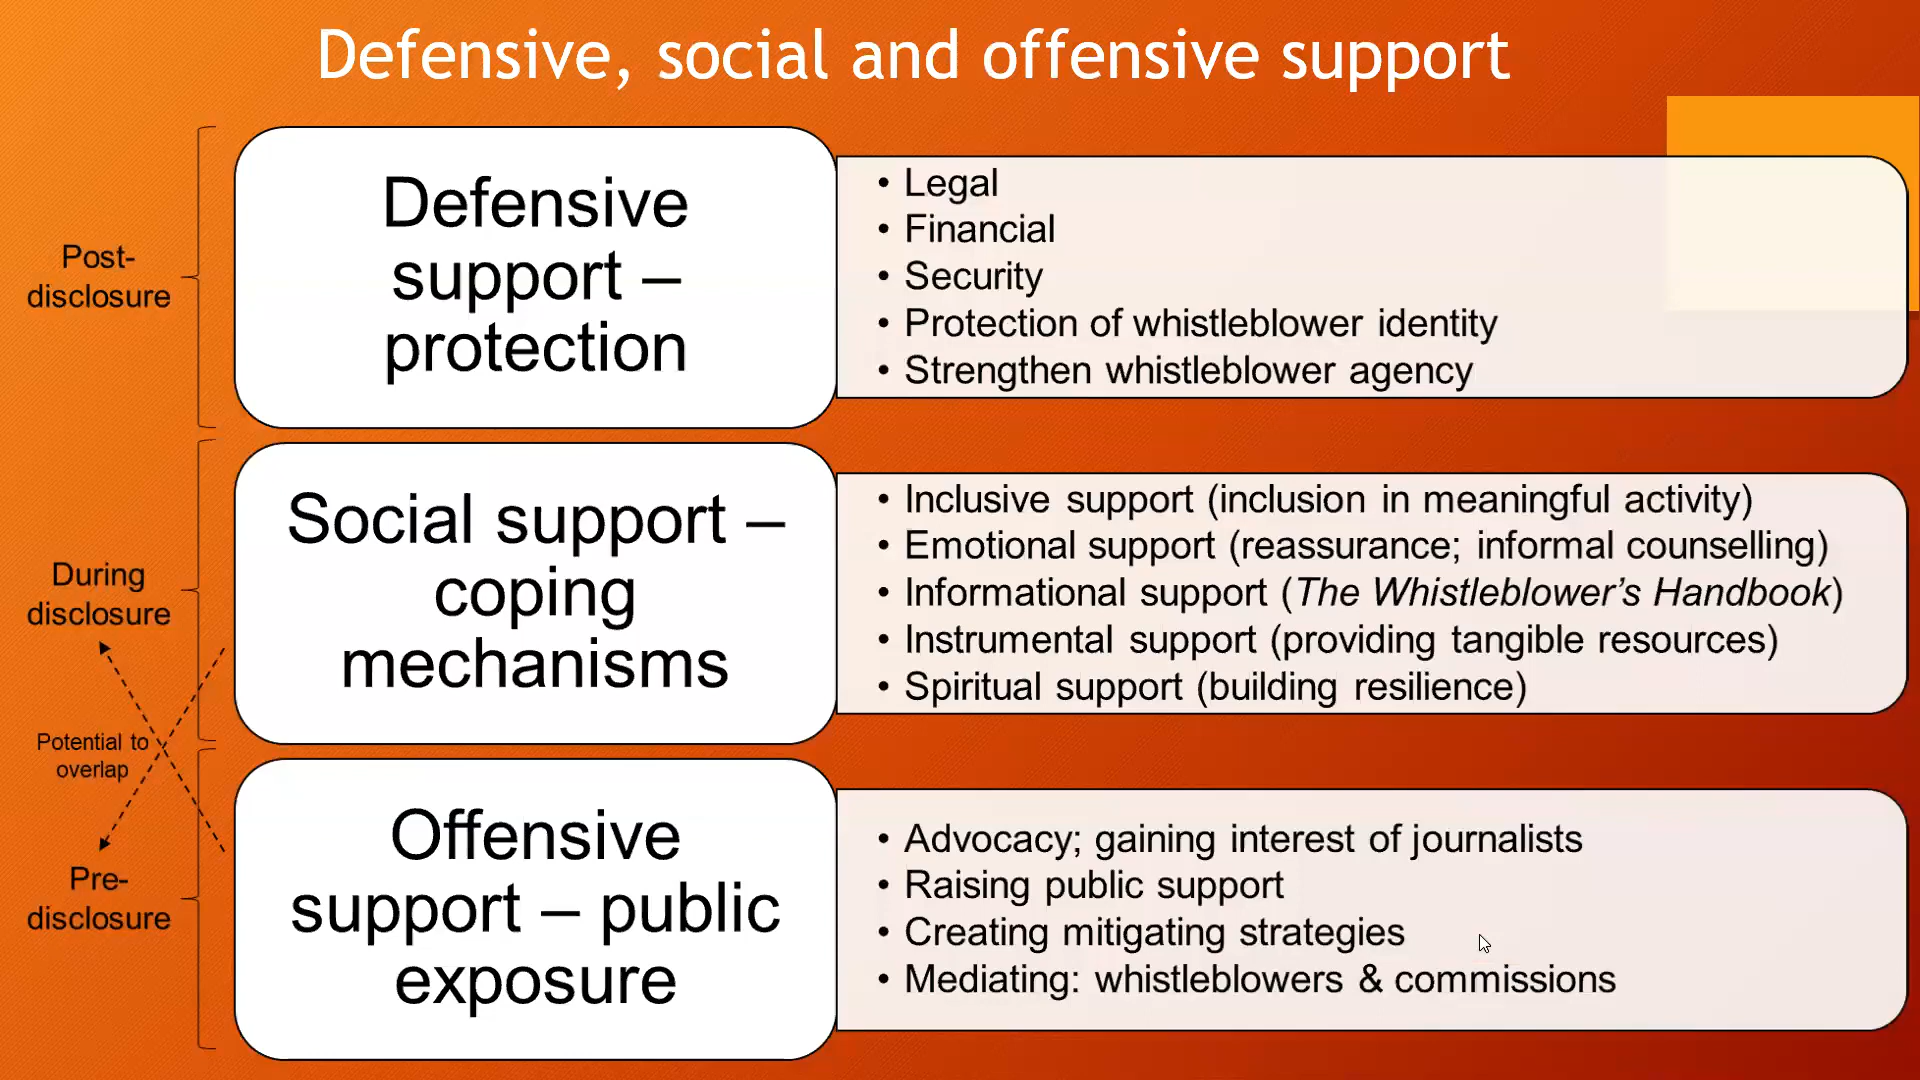 Defensive, social and offensive support
Post-
disclosure
Defensive
support –
protection
• Legal
• Financial
• Security
• Protection of whistleblower identity
• Strengthen whistleblower agency
During
disclosure
Social support –
coping
mechanisms
• Inclusive support (inclusion in meaningful activity)
• Emotional support (reassurance; informal counselling)
• Informational support (The Whistleblower’s Handbook)
• Instrumental support (providing tangible resources)
• Spiritual support (building resilience)
Potential to
overlap
Pre-
disclosure
Offensive
support – public
exposure
• Advocacy; gaining interest of journalists
• Raising public support
• Creating mitigating strategies
• Mediating: whistleblowers & commissions